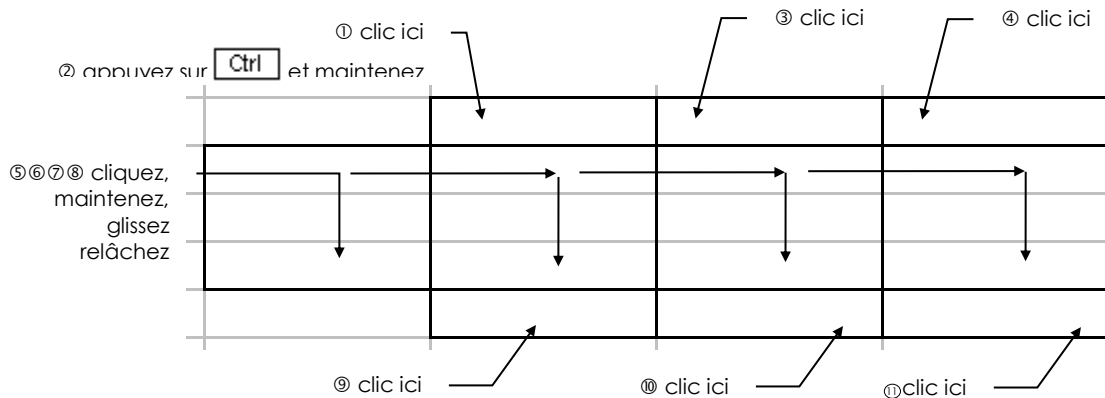 ① clic ici
③ clic ici
④ clic ici
② appuyez sur Ctrl et maintenez
⑤⑥⑦⑧ cliquez,
maintenez,
glissez
relâchez
⑨ clic ici
⑩ clic ici
⑪clic ici